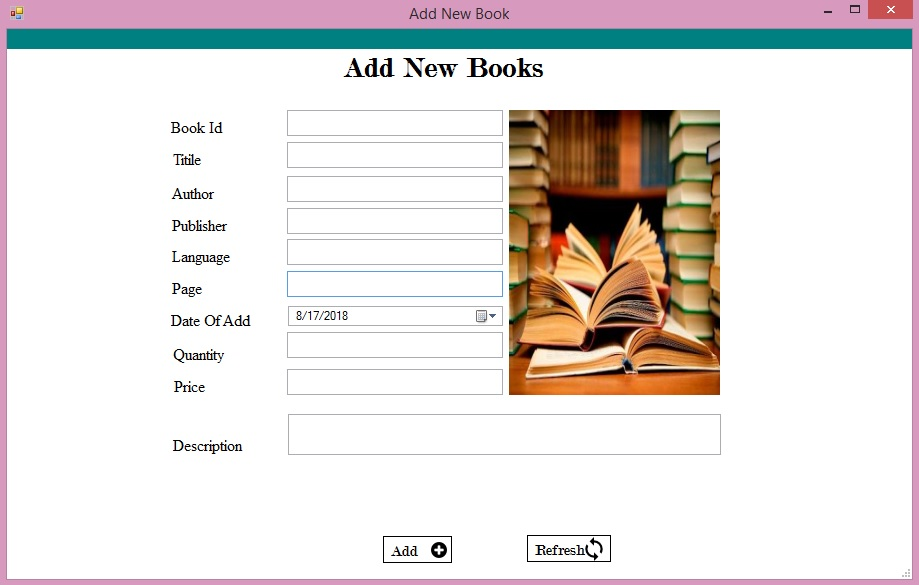 Add New Book
Add New Books
Book Id
Titile
Author
Publisher
Language
Page
Date Of Add 8/17/2018
Quantity
Price
Description
Add Refresh